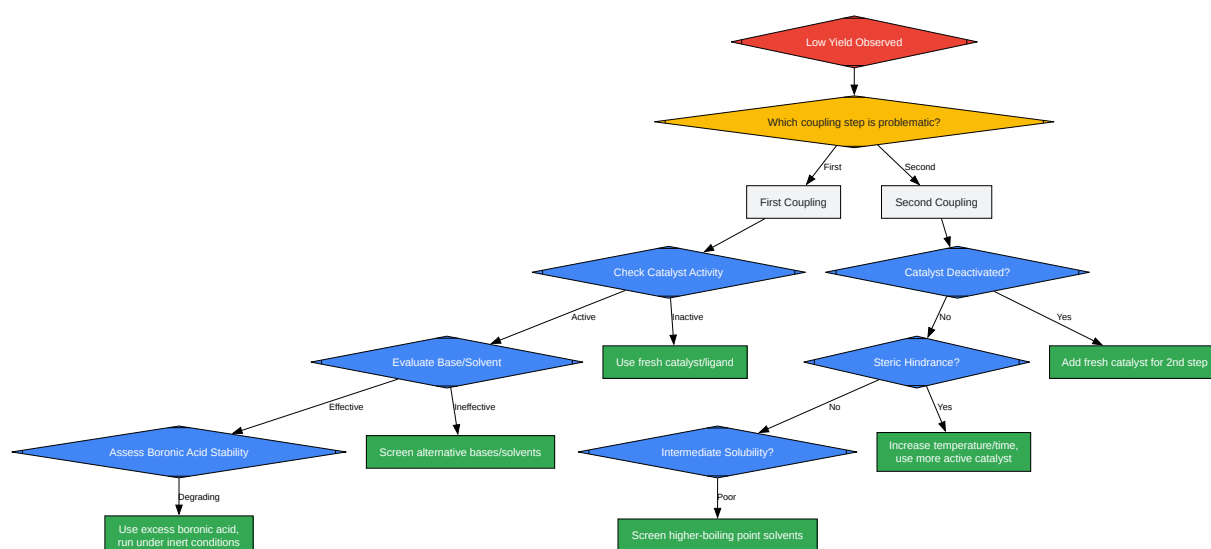 Low Yield Observed
Which coupling step is problematic?
First
Second
First Coupling
Second Coupling
Check Catalyst Activity
Catalyst Deactivated?
Active
Inactive
No
Yes
Evaluate Base/Solvent
Use fresh catalyst/ligand
Steric Hindrance?
Add fresh catalyst for 2nd step
Effective
Ineffective
No
Yes
Assess Boronic Acid Stability
Screen alternative bases/solvents
Intermediate Solubility?
Increase temperature/time,
use more active catalyst
Degrading
Poor
Use excess boronic acid,
run under inert conditions
Screen higher-boiling point solvents